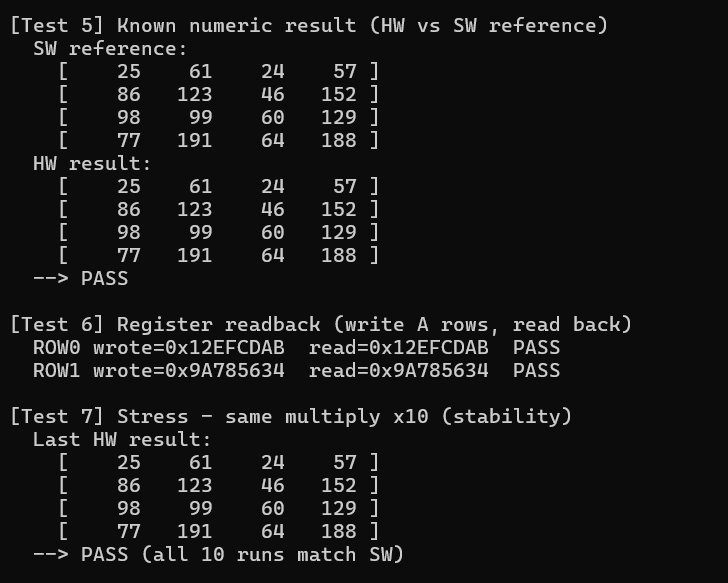 [Test 5] Known numeric result (HW vs SW reference)
  SW reference:
    [    25    61    24    57 ]
    [    86   123    46   152 ]
    [    98    99    60   129 ]
    [    77   191    64   188 ]
  HW result:
    [    25    61    24    57 ]
    [    86   123    46   152 ]
    [    98    99    60   129 ]
    [    77   191    64   188 ]
  --> PASS

[Test 6] Register readback (write A rows, read back)
  ROW0 wrote=0x12EFCDAB  read=0x12EFCDAB  PASS
  ROW1 wrote=0x9A785634  read=0x9A785634  PASS

[Test 7] Stress - same multiply x10 (stability)
  Last HW result:
    [    25    61    24    57 ]
    [    86   123    46   152 ]
    [    98    99    60   129 ]
    [    77   191    64   188 ]
  --> PASS (all 10 runs match SW)